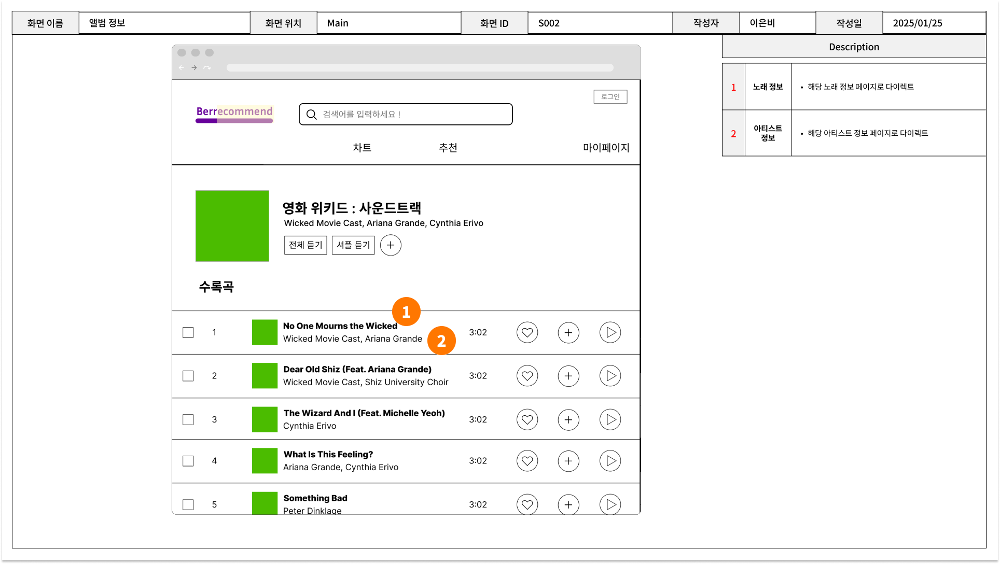 화면 이름 앨범 정보 화면 위치 Main 화면 ID S002 작성자 이은비 작성일 2025/01/25
Description
1 노래 정보 • 해당 노래 정보 페이지로 다이렉트
2 아티스트 정보 • 해당 아티스트 정보 페이지로 다이렉트
로그인
Berrecommend
검색어를 입력하세요 !
차트 추천 마이페이지
영화 위키드 : 사운드트랙
Wicked Movie Cast, Ariana Grande, Cynthia Erivo
전체 듣기 셔플 듣기
수록곡
1
1 No One Mourns the Wicked 3:02
Wicked Movie Cast, Ariana Grande
2
2 Dear Old Shiz (Feat. Ariana Grande) 3:02
Wicked Movie Cast, Shiz University Choir
3 The Wizard And I (Feat. Michelle Yeoh) 3:02
Cynthia Erivo
4 What Is This Feeling? 3:02
Ariana Grande, Cynthia Erivo
5 Something Bad 3:02
Peter Dinklage